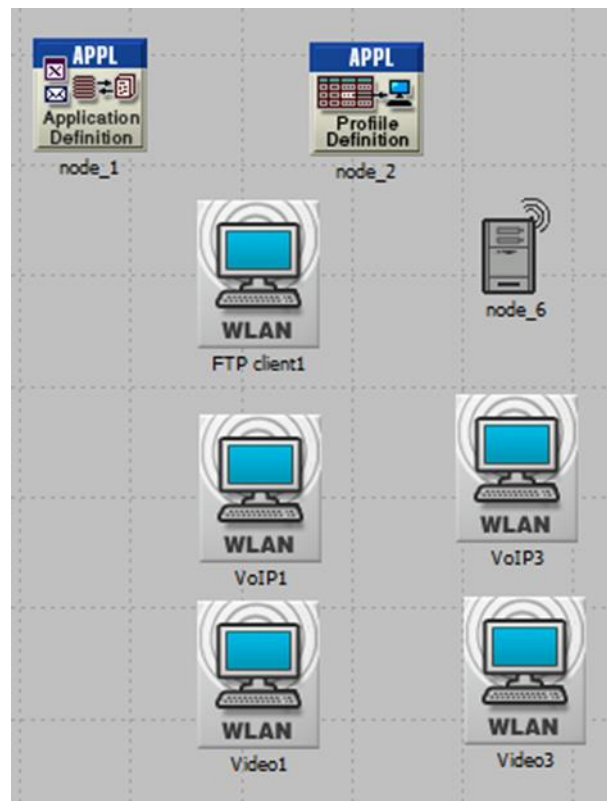 APPL
Application
Definition
node_1
APPL
Profiile
Definition
node_2
WLAN
FTP client1
node_6
WLAN
VoIP1
WLAN
VoIP3
WLAN
Video1
WLAN
Video3